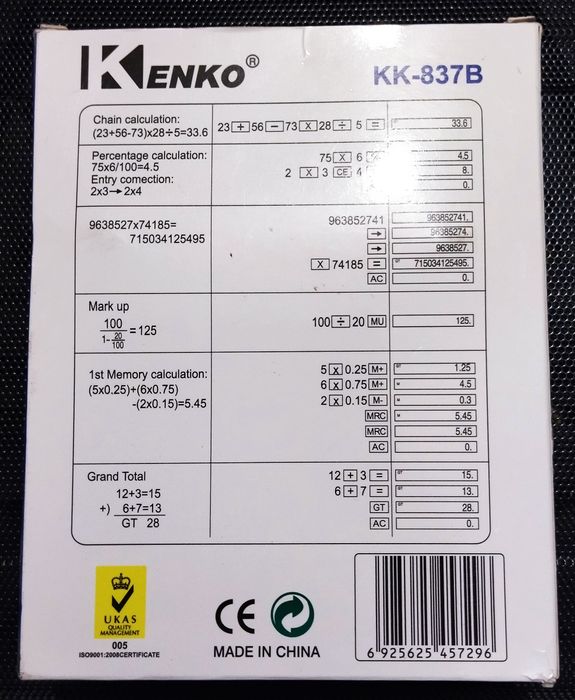 KENKO®
KK-837B
Chain calculation:
(23+56-73)x28÷5=33.6
23 + 56 − 73 X 28 ÷ 5 = 33.6
Percentage calculation:
75x6/100=4.5
Entry comection:
2x3→2x4
75 X 6 % 4.5
2 X 3 CE 4 8.
0.
9638527x74185=
715034125495
963852741 963852741.
→ 96385274.
→ 9638527.
X 74185 = GT 715034125495.
AC 0.
Mark up
100
1- 20
100
=125
100 ÷ 20 MU 125.
1st Memory calculation:
(5x0.25)+(6x0.75)
-(2x0.15)=5.45
5 X 0.25 M+ 1.25
6 X 0.75 M+ M 4.5
2 X 0.15 M- M 0.3
MRC M 5.45
MRC 5.45
AC 0.
Grand Total
12+3=15
+) 6+7=13
GT 28
12 + 3 = GT 15.
6 + 7 = GT 13.
GT GT 28.
AC 0.
UKAS
QUALITY
MANAGEMENT
005
ISO9001:2008CERTIFICATE
CE
MADE IN CHINA
6 925625 457296